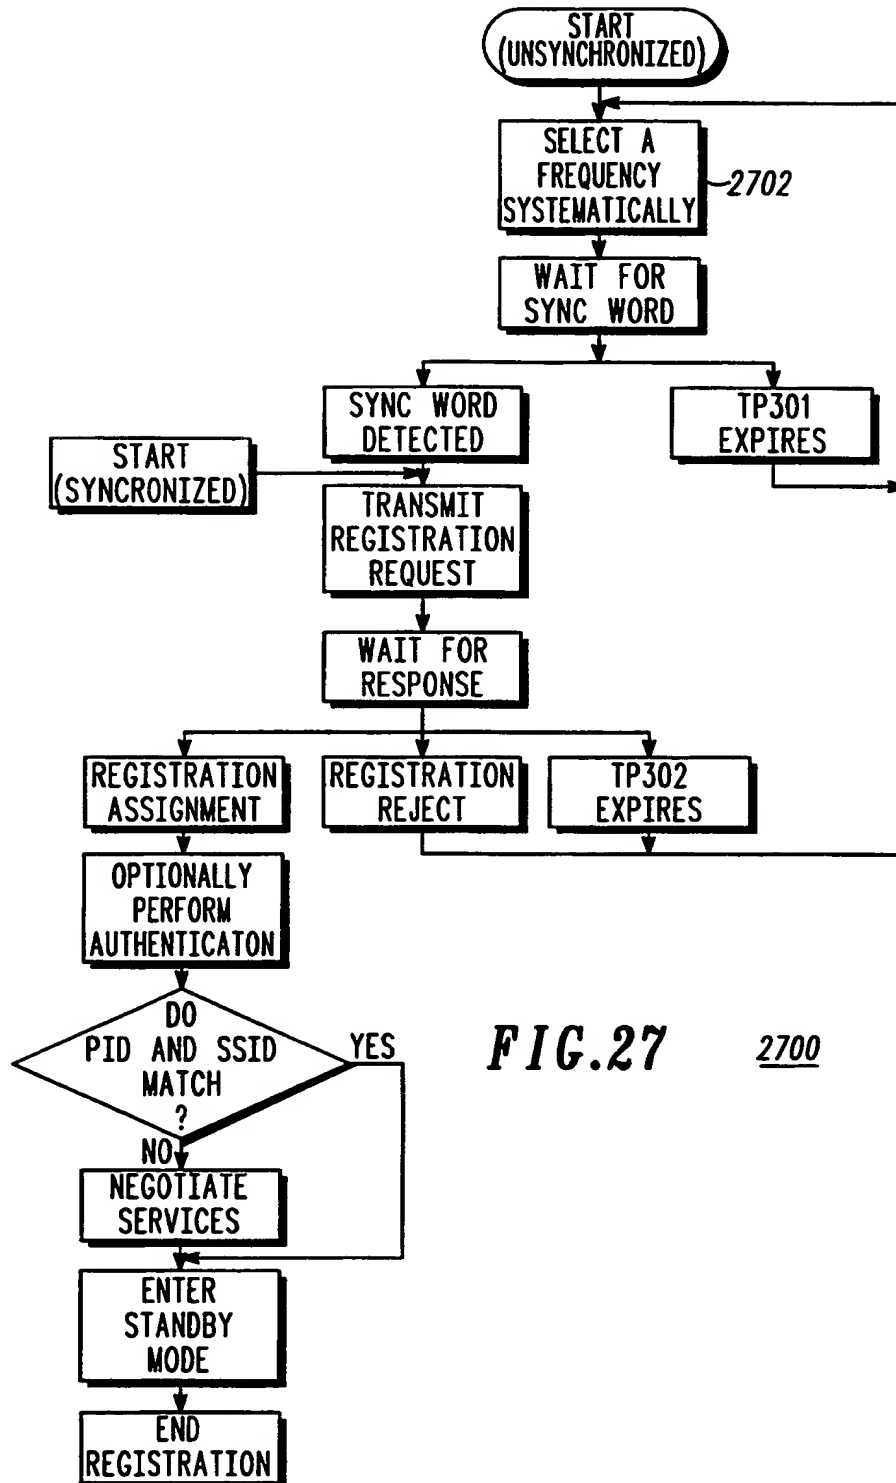 START
(UNSYNCHRONIZED)
SELECT A
FREQUENCY
SYSTEMATICALLY
2702
WAIT FOR
SYNC WORD
SYNC WORD
DETECTED
TP301
EXPIRES
START
(SYNCRONIZED)
TRANSMIT
REGISTRATION
REQUEST
WAIT FOR
RESPONSE
REGISTRATION
ASSIGNMENT
REGISTRATION
REJECT
TP302
EXPIRES
OPTIONALLY
PERFORM
AUTHENTICATON
DO
PID AND SSID
MATCH
?
YES
NO
FIG.27
2700
NEGOTIATE
SERVICES
ENTER
STANDBY
MODE
END
REGISTRATION